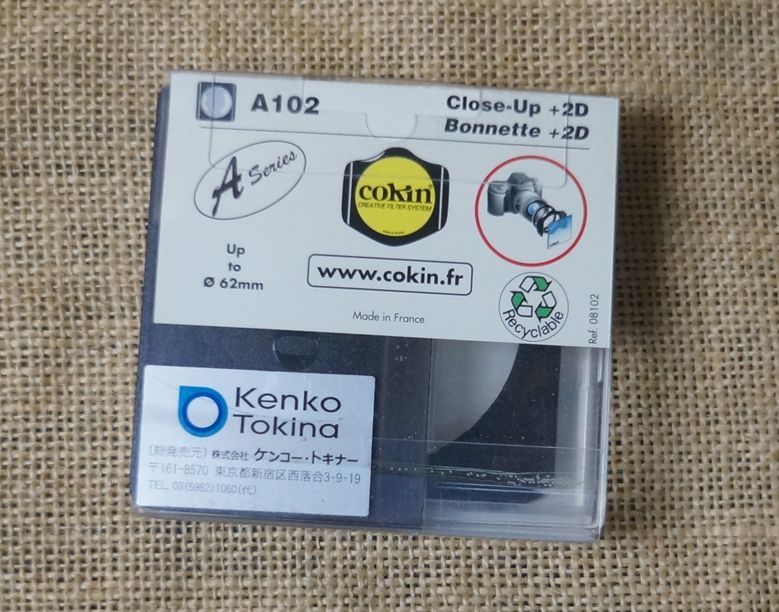 A102
Close-Up +2D
Bonnette +2D
A Series
cokin
CREATIVE FILTER SYSTEM
Up
to
Ø 62mm
www.cokin.fr
Made in France
Recyclable
Ref. 08102
Kenko
Tokina
(総発売元) 株式会社 ケンコー・トキナー
〒161-8570 東京都新宿区西落合3-9-19
TEL. 03(5982)1060(代)